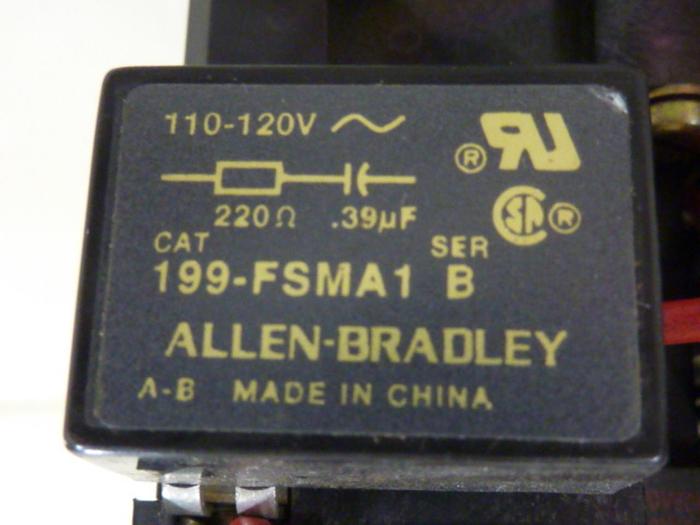 110-120V
220Ω .39µF
CAT SER
199-FSMA1 B
ALLEN-BRADLEY
A-B MADE IN CHINA